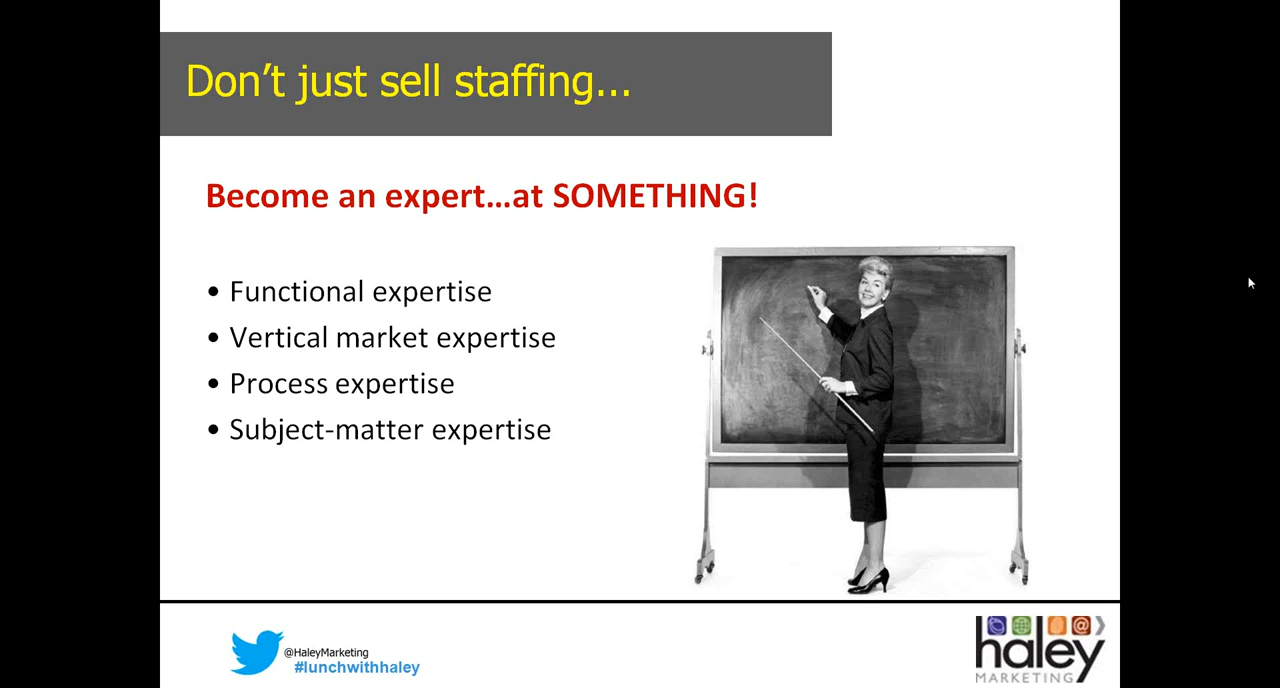 Don't just sell staffing...
Become an expert...at SOMETHING!
• Functional expertise
• Vertical market expertise
• Process expertise
• Subject-matter expertise
@HaleyMarketing
#lunchwithhaley
haley
MARKETING